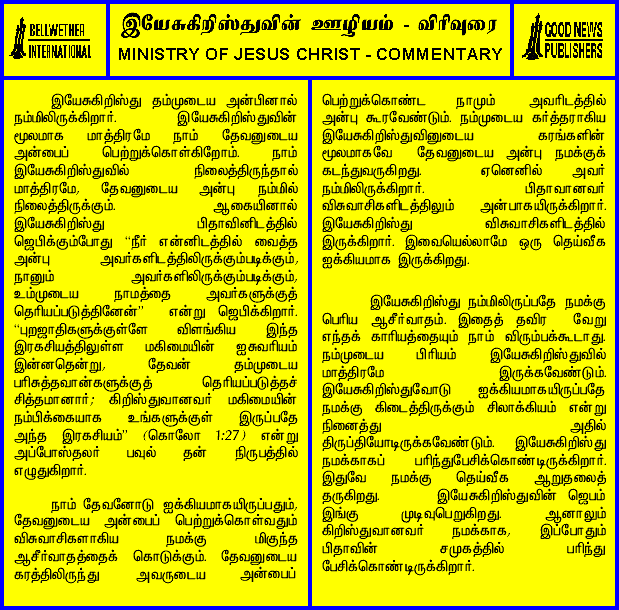 BELLWETHER
INTERNATIONAL
இயேசுகிறிஸ்துவின் ஊழியம் - விரிவுரை
MINISTRY OF JESUS CHRIST - COMMENTARY
GOOD NEWS
PUBLISHERS
இயேசுகிறிஸ்து தம்முடைய அன்பினால்
நம்மிலிருக்கிறார். இயேசுகிறிஸ்துவின்
மூலமாக மாத்திரமே நாம் தேவனுடைய
அன்பைப் பெற்றுக்கொள்கிறோம். நாம்
இயேசுகிறிஸ்துவில் நிலைத்திருந்தால்
மாத்திரமே, தேவனுடைய அன்பு நம்மில்
நிலைத்திருக்கும். ஆகையினால்
இயேசுகிறிஸ்து பிதாவினிடத்தில்
ஜெபிக்கும்போது "நீர் என்னிடத்தில் வைத்த
அன்பு அவர்களிடத்திலிருக்கும்படிக்கும்,
நானும் அவர்களிலிருக்கும்படிக்கும்,
உம்முடைய நாமத்தை அவர்களுக்குத்
தெரியப்படுத்தினேன்" என்று ஜெபிக்கிறார்.
"புறஜாதிகளுக்குள்ளே விளங்கிய இந்த
இரகசியத்திலுள்ள மகிமையின் ஐசுவரியம்
இன்னதென்று, தேவன் தம்முடைய
பரிசுத்தவான்களுக்குத் தெரியப்படுத்தச்
சித்தமானார்; கிறிஸ்துவானவர் மகிமையின்
நம்பிக்கையாக உங்களுக்குள் இருப்பதே
அந்த இரகசியம்" (கொலோ 1:27) என்று
அப்போஸ்தலர் பவுல் தன் நிருபத்தில்
எழுதுகிறார்.
நாம் தேவனோடு ஐக்கியமாகயிருப்பதும்,
தேவனுடைய அன்பைப் பெற்றுக்கொள்வதும்
விசுவாசிகளாகிய நமக்கு மிகுந்த
ஆசீர்வாதத்தைக் கொடுக்கும். தேவனுடைய
கரத்திலிருந்து அவருடைய அன்பைப்
பெற்றுக்கொண்ட நாமும் அவரிடத்தில்
அன்பு கூரவேண்டும். நம்முடைய கர்த்தராகிய
இயேசுகிறிஸ்துவினுடைய கரங்களின்
மூலமாகவே தேவனுடைய அன்பு நமக்குக்
கடந்துவருகிறது. ஏனெனில் அவர்
நம்மிலிருக்கிறார். பிதாவானவர்
விசுவாசிகளிடத்திலும் அன்பாகயிருக்கிறார்.
இயேசுகிறிஸ்து விசுவாசிகளிடத்தில்
இருக்கிறார். இவையெல்லாமே ஒரு தெய்வீக
ஐக்கியமாக இருக்கிறது.
இயேசுகிறிஸ்து நம்மிலிருப்பதே நமக்கு
பெரிய ஆசீர்வாதம். இதைத் தவிர வேறு
எந்தக் காரியத்தையும் நாம் விரும்பக்கூடாது.
நம்முடைய பிரியம் இயேசுகிறிஸ்துவில்
மாத்திரமே இருக்கவேண்டும்.
இயேசுகிறிஸ்துவோடு ஐக்கியமாகயிருப்பதே
நமக்கு கிடைத்திருக்கும் சிலாக்கியம் என்று
நினைத்து அதில்
திருப்தியோடிருக்கவேண்டும். இயேசுகிறிஸ்து
நமக்காகப் பரிந்துபேசிக்கொண்டிருக்கிறார்.
இதுவே நமக்கு தெய்வீக ஆறுதலைத்
தருகிறது. இயேசுகிறிஸ்துவின் ஜெபம்
இங்கு முடிவுபெறுகிறது. ஆனாலும்
கிறிஸ்துவானவர் நமக்காக, இப்போதும்
பிதாவின் சமுகத்தில் பரிந்து
பேசிக்கொண்டிருக்கிறார்.